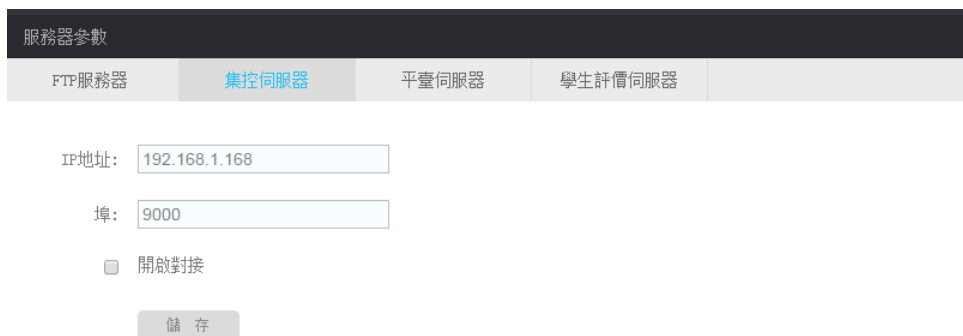 服務器參數
FTP服務器 集控伺服器 平臺伺服器 學生評價伺服器
IP地址: 192.168.1.168
埠: 9000
開啟對接
儲 存